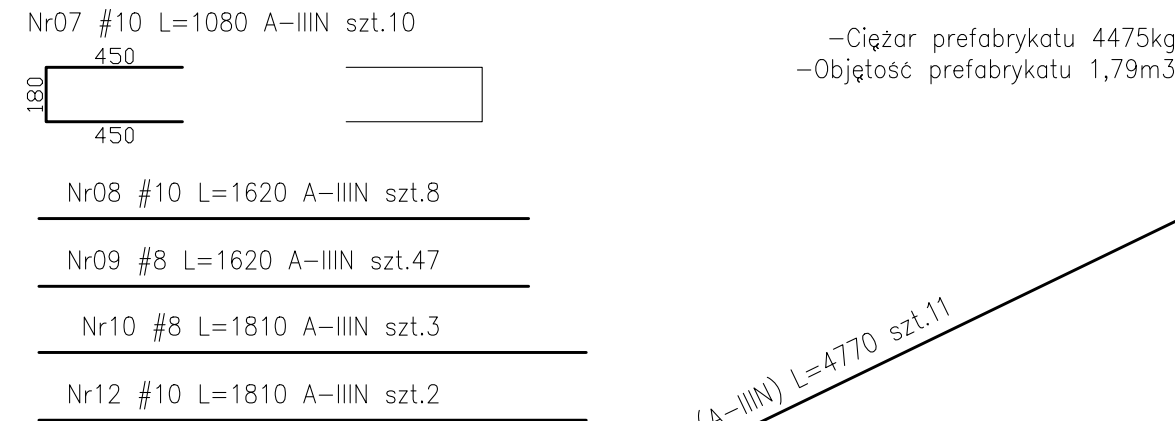 Nr07 #10 L=1080 A-IIIN szt.10
450
180
450
-Ciężar prefabrykatu 4475kg
-Objętość prefabrykatu 1,79m3
Nr08 #10 L=1620 A-IIIN szt.8
Nr09 #8 L=1620 A-IIIN szt.47
Nr10 #8 L=1810 A-IIIN szt.3
Nr12 #10 L=1810 A-IIIN szt.2
(A-IIIN) L=4770 szt.11